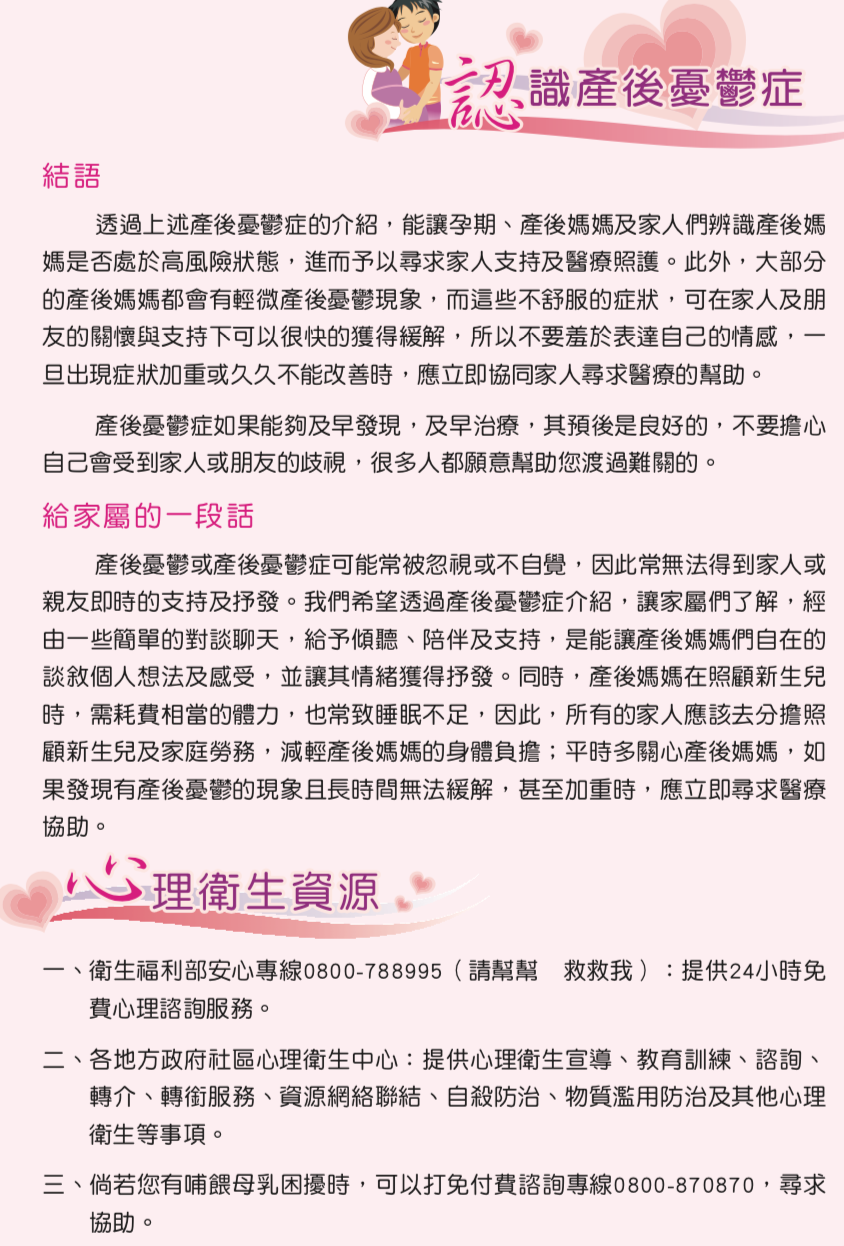 認識產後憂鬱症
結語
透過上述產後憂鬱症的介紹，能讓孕期、產後媽媽及家人們辨識產後媽
媽是否處於高風險狀態，進而予以尋求家人支持及醫療照護。此外，大部分
的產後媽媽都會有輕微產後憂鬱現象，而這些不舒服的症狀，可在家人及朋
友的關懷與支持下可以很快的獲得緩解，所以不要羞於表達自己的情感，一
旦出現症狀加重或久久不能改善時，應立即協同家人尋求醫療的幫助。
產後憂鬱症如果能夠及早發現，及早治療，其預後是良好的，不要擔心
自己會受到家人或朋友的歧視，很多人都願意幫助您渡過難關的。
給家屬的一段話
產後憂鬱或產後憂鬱症可能常被忽視或不自覺，因此常無法得到家人或
親友即時的支持及抒發。我們希望透過產後憂鬱症介紹，讓家屬們了解，經
由一些簡單的對談聊天，給予傾聽、陪伴及支持，是能讓產後媽媽們自在的
談敘個人想法及感受，並讓其情緒獲得抒發。同時，產後媽媽在照顧新生兒
時，需耗費相當的體力，也常致睡眠不足，因此，所有的家人應該去分擔照
顧新生兒及家庭勞務，減輕產後媽媽的身體負擔；平時多關心產後媽媽，如
果發現有產後憂鬱的現象且長時間無法緩解，甚至加重時，應立即尋求醫療
協助。
心理衛生資源
一、衛生福利部安心專線0800-788995（請幫幫　救救我）：提供24小時免
費心理諮詢服務。
二、各地方政府社區心理衛生中心：提供心理衛生宣導、教育訓練、諮詢、
轉介、轉銜服務、資源網絡聯結、自殺防治、物質濫用防治及其他心理
衛生等事項。
三、倘若您有哺餵母乳困擾時，可以打免付費諮詢專線0800-870870，尋求
協助。